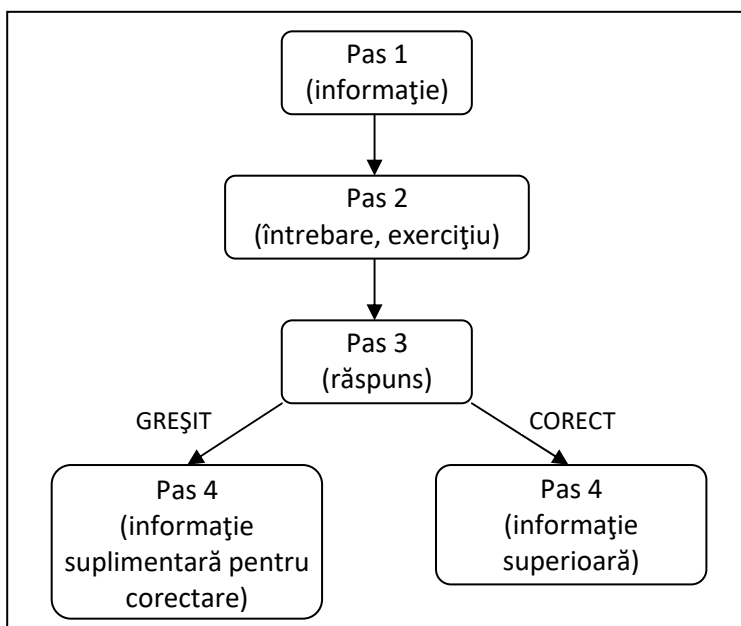 Pas 1
(informaţie)
Pas 2
(întrebare, exerciţiu)
Pas 3
(răspuns)
GREŞIT
CORECT
Pas 4
(informaţie
suplimentară pentru
corectare)
Pas 4
(informaţie
superioară)